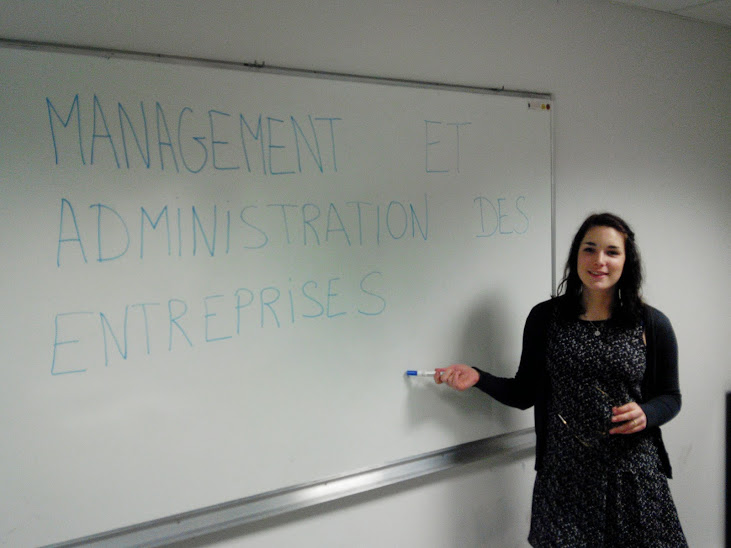 MANAGEMENT ET
ADMINISTRATION DES
ENTREPRISES